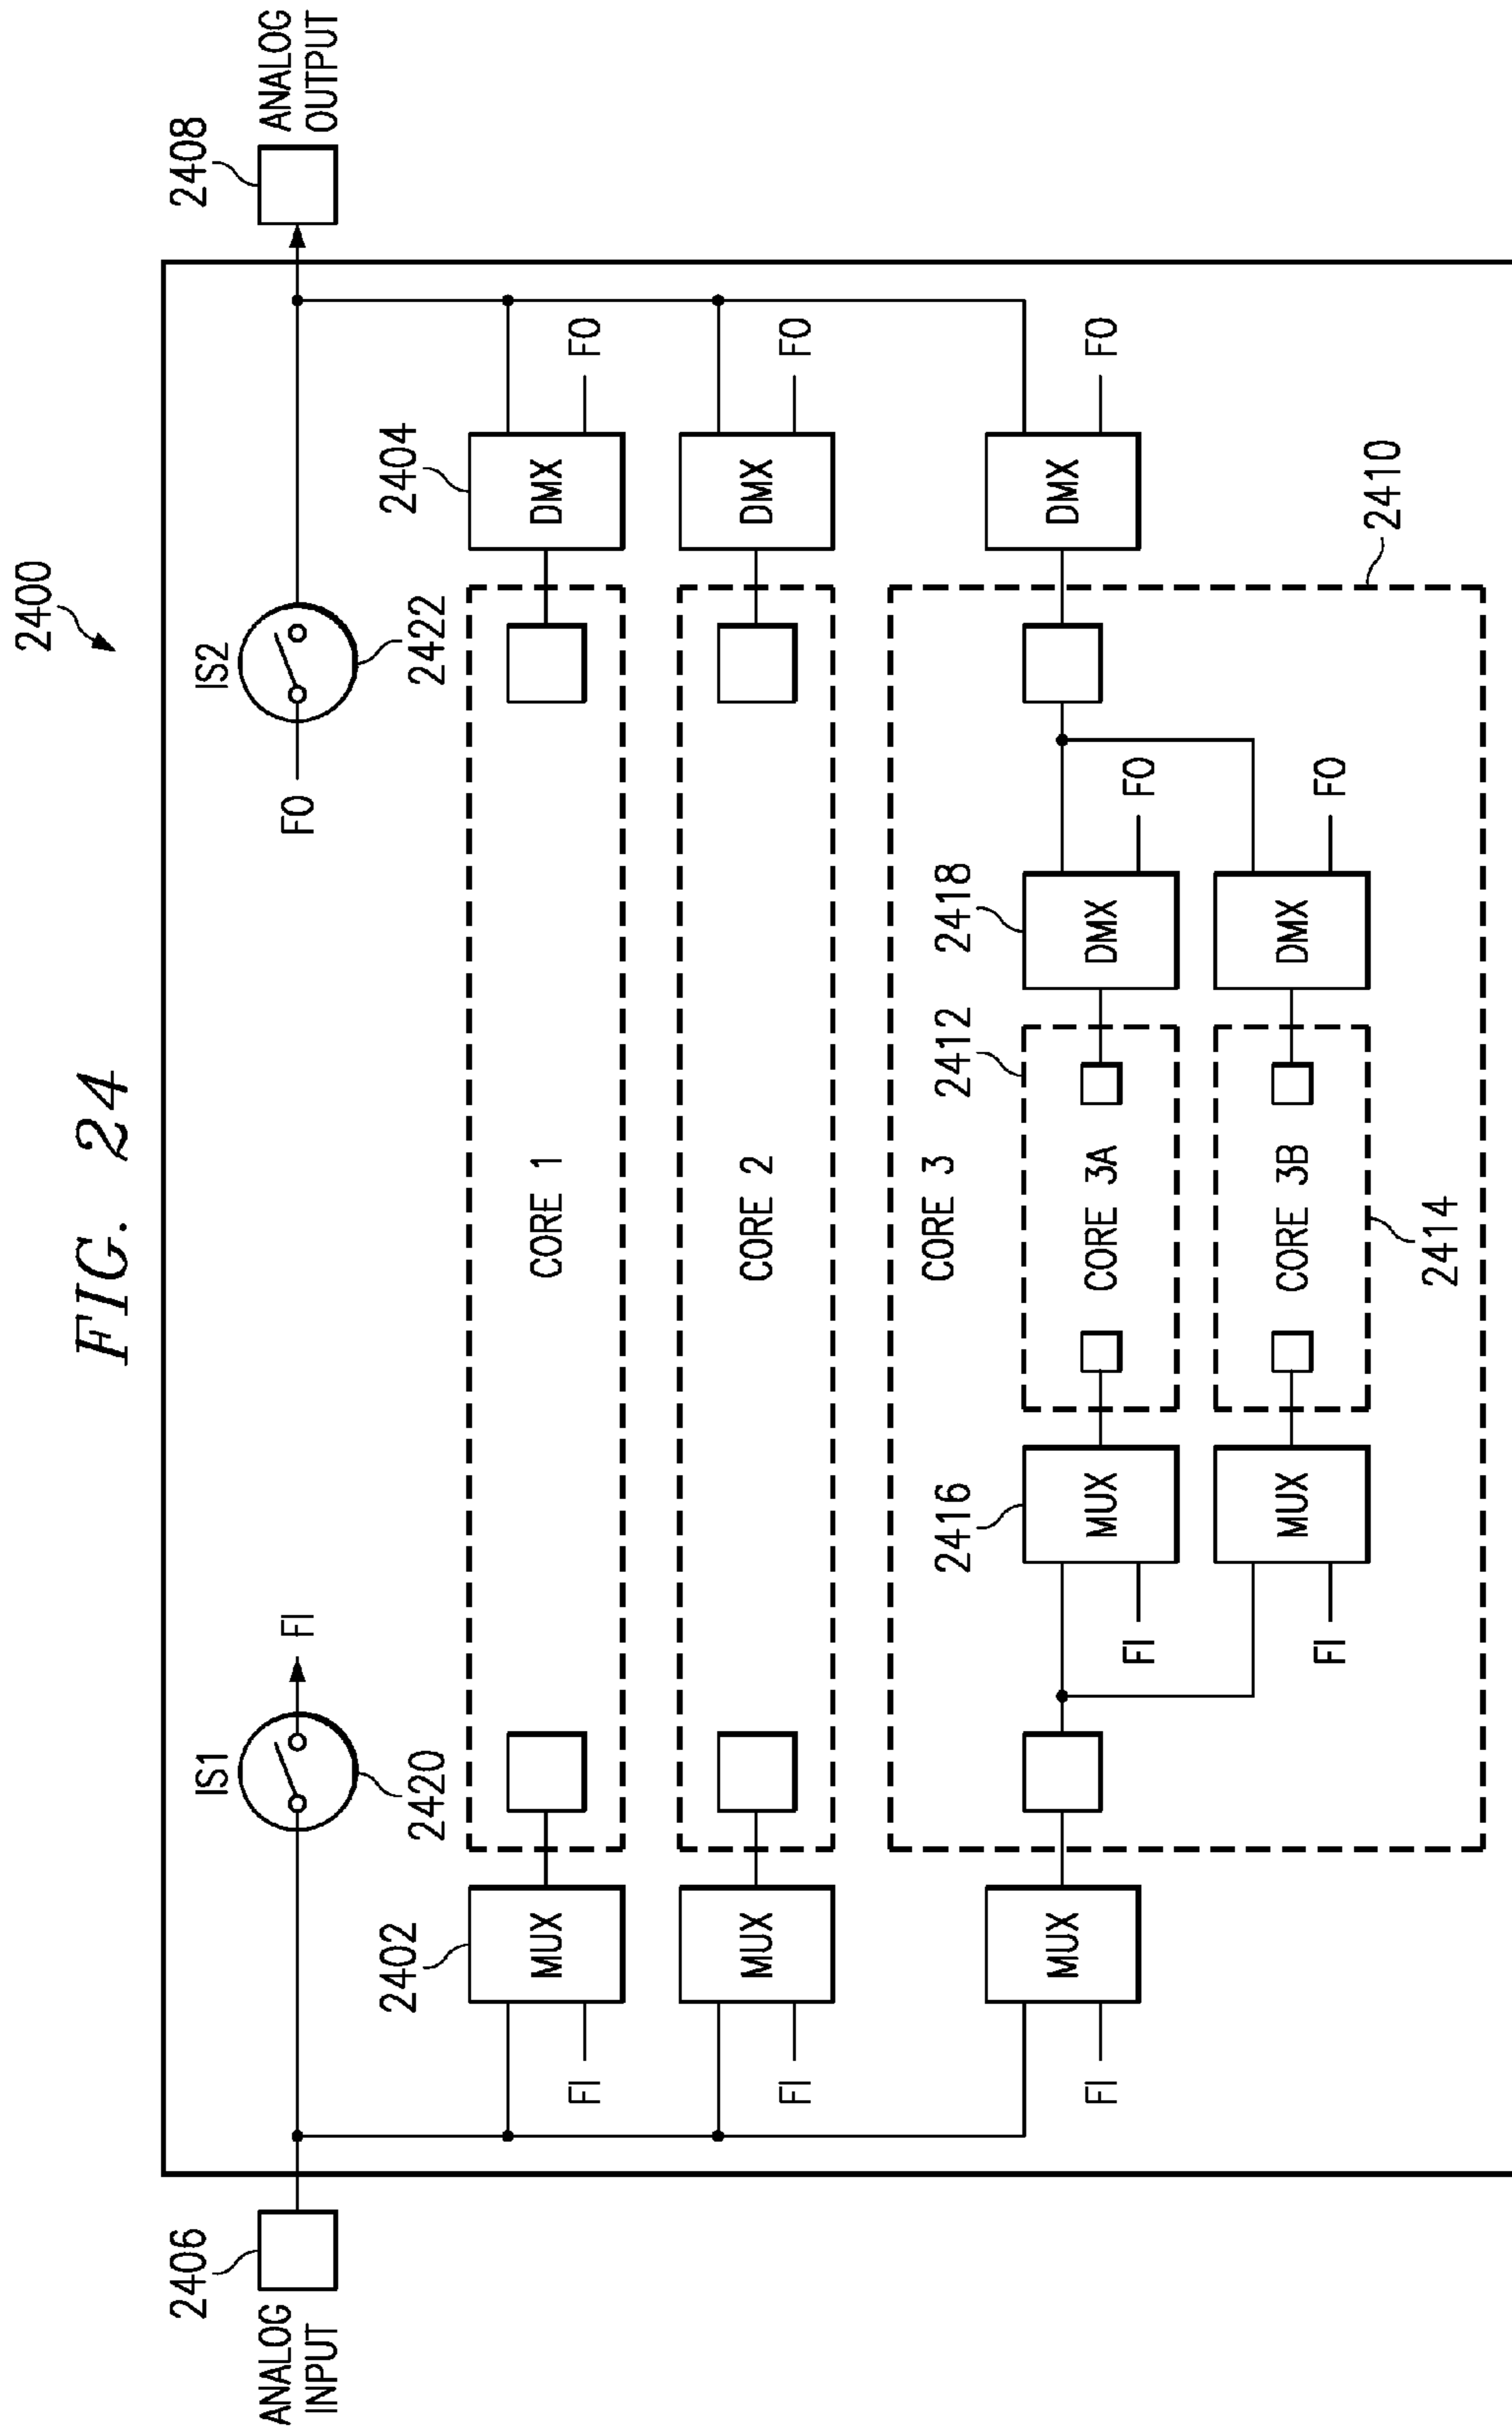 FIG. 24
2400
2406
ANALOG
INPUT
IS1
2420
FI
FO
IS2
2422
2408
ANALOG
OUTPUT
2402
MUX
FI
CORE 1
2404
DMX
FO
MUX
FI
CORE 2
DMX
FO
MUX
FI
CORE 3
DMX
FO
2410
2416
MUX
FI
2412
CORE 3A
2418
DMX
FO
MUX
FI
CORE 3B
2414
DMX
FO